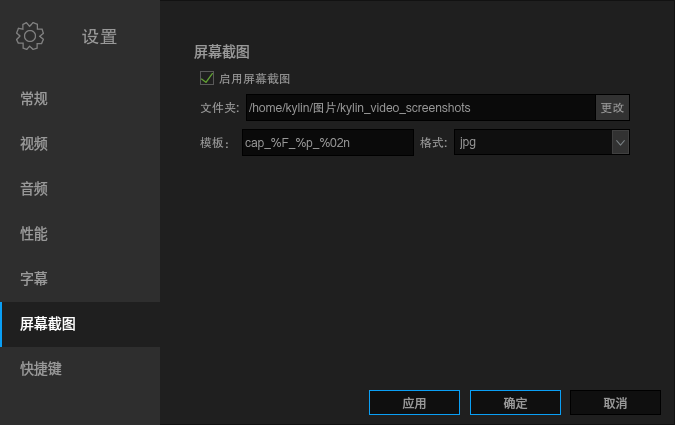 设置
常规
视频
音频
性能
字幕
屏幕截图
快捷键
屏幕截图
启用屏幕截图
文件夹: /home/kylin/图片/kylin_video_screenshots 更改
模板： cap_%F_%p_%02n 格式: jpg
应用 确定 取消